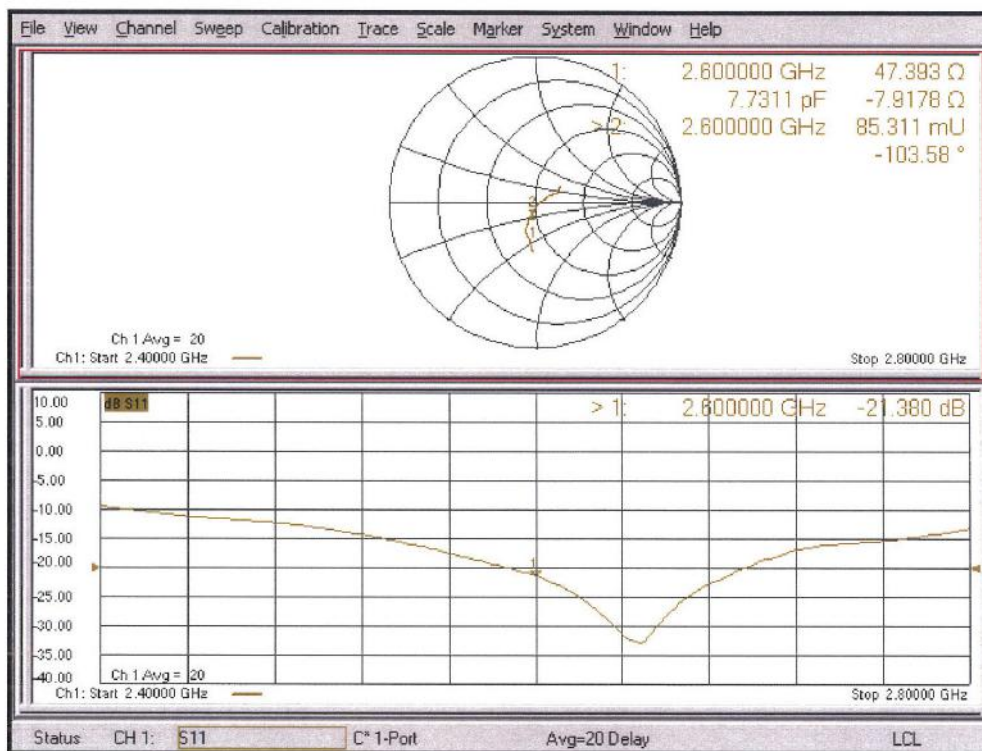 File View Channel Sweep Calibration Trace Scale Marker System Window Help
1: 2.600000 GHz 47.393 Ω
7.7311 pF -7.9178 Ω
> 2: 2.600000 GHz 85.311 mU
-103.58 °
2
1
Ch 1 Avg = 20
Ch1: Start 2.40000 GHz
Stop 2.80000 GHz
10.00
dB S11
> 1: 2.600000 GHz -21.380 dB
5.00
0.00
-5.00
-10.00
-15.00
-20.00
1
-25.00
-30.00
-35.00
-40.00
Ch 1 Avg = 20
Ch1: Start 2.40000 GHz
Stop 2.80000 GHz
Status CH 1: S11 C* 1-Port Avg=20 Delay LCL